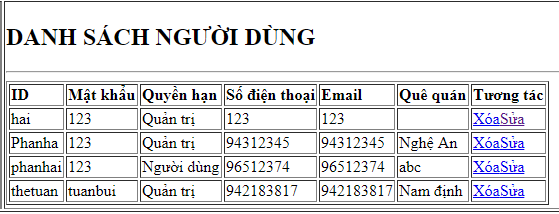 DANH SÁCH NGƯỜI DÙNG
ID Mật khẩu Quyền hạn Số điện thoại Email Quê quán Tương tác
hai 123 Quản trị 123 123 XóaSửa
Phanha 123 Quản trị 94312345 94312345 Nghệ An XóaSửa
phanhai 123 Người dùng 96512374 96512374 abc XóaSửa
thetuan tuanbui Quản trị 942183817 942183817 Nam định XóaSửa